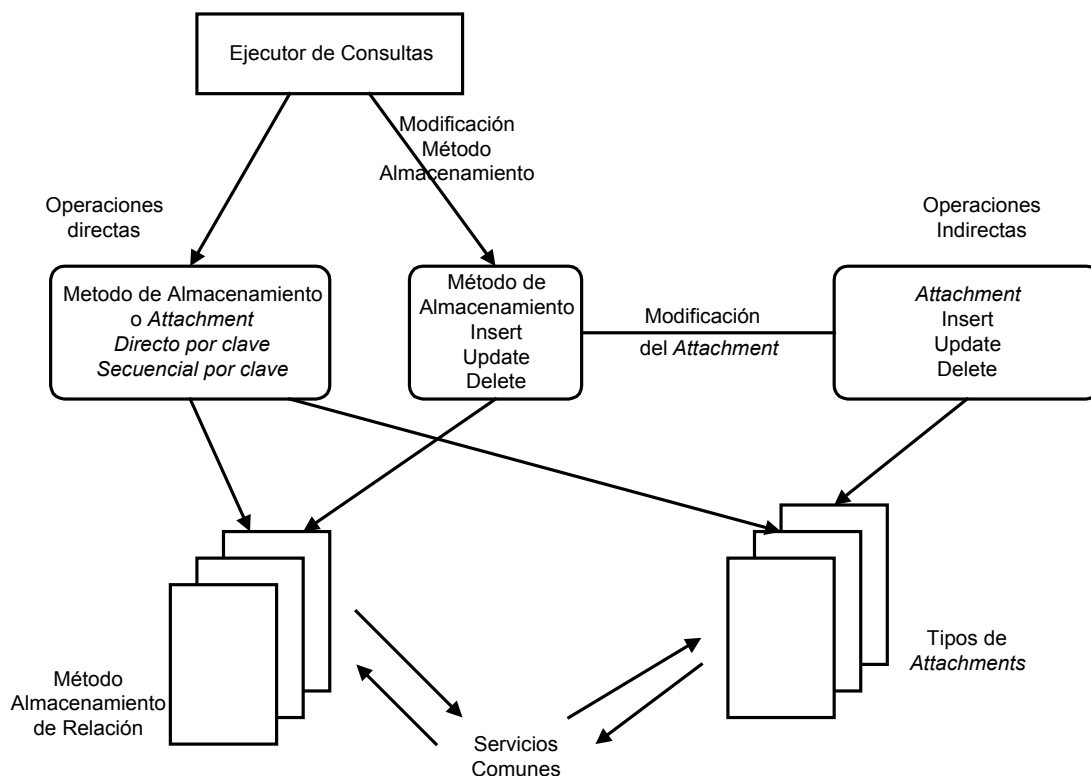 Ejecutor de Consultas
Modificación
Método
Almacenamiento
Operaciones
directas
Operaciones
Indirectas
Metodo de Almacenamiento
o Attachment
Directo por clave
Secuencial por clave
Método de
Almacenamiento
Insert
Update
Delete
Modificación
del Attachment
Attachment
Insert
Update
Delete
Método
Almacenamiento
de Relación
Tipos de
Attachments
Servicios
Comunes